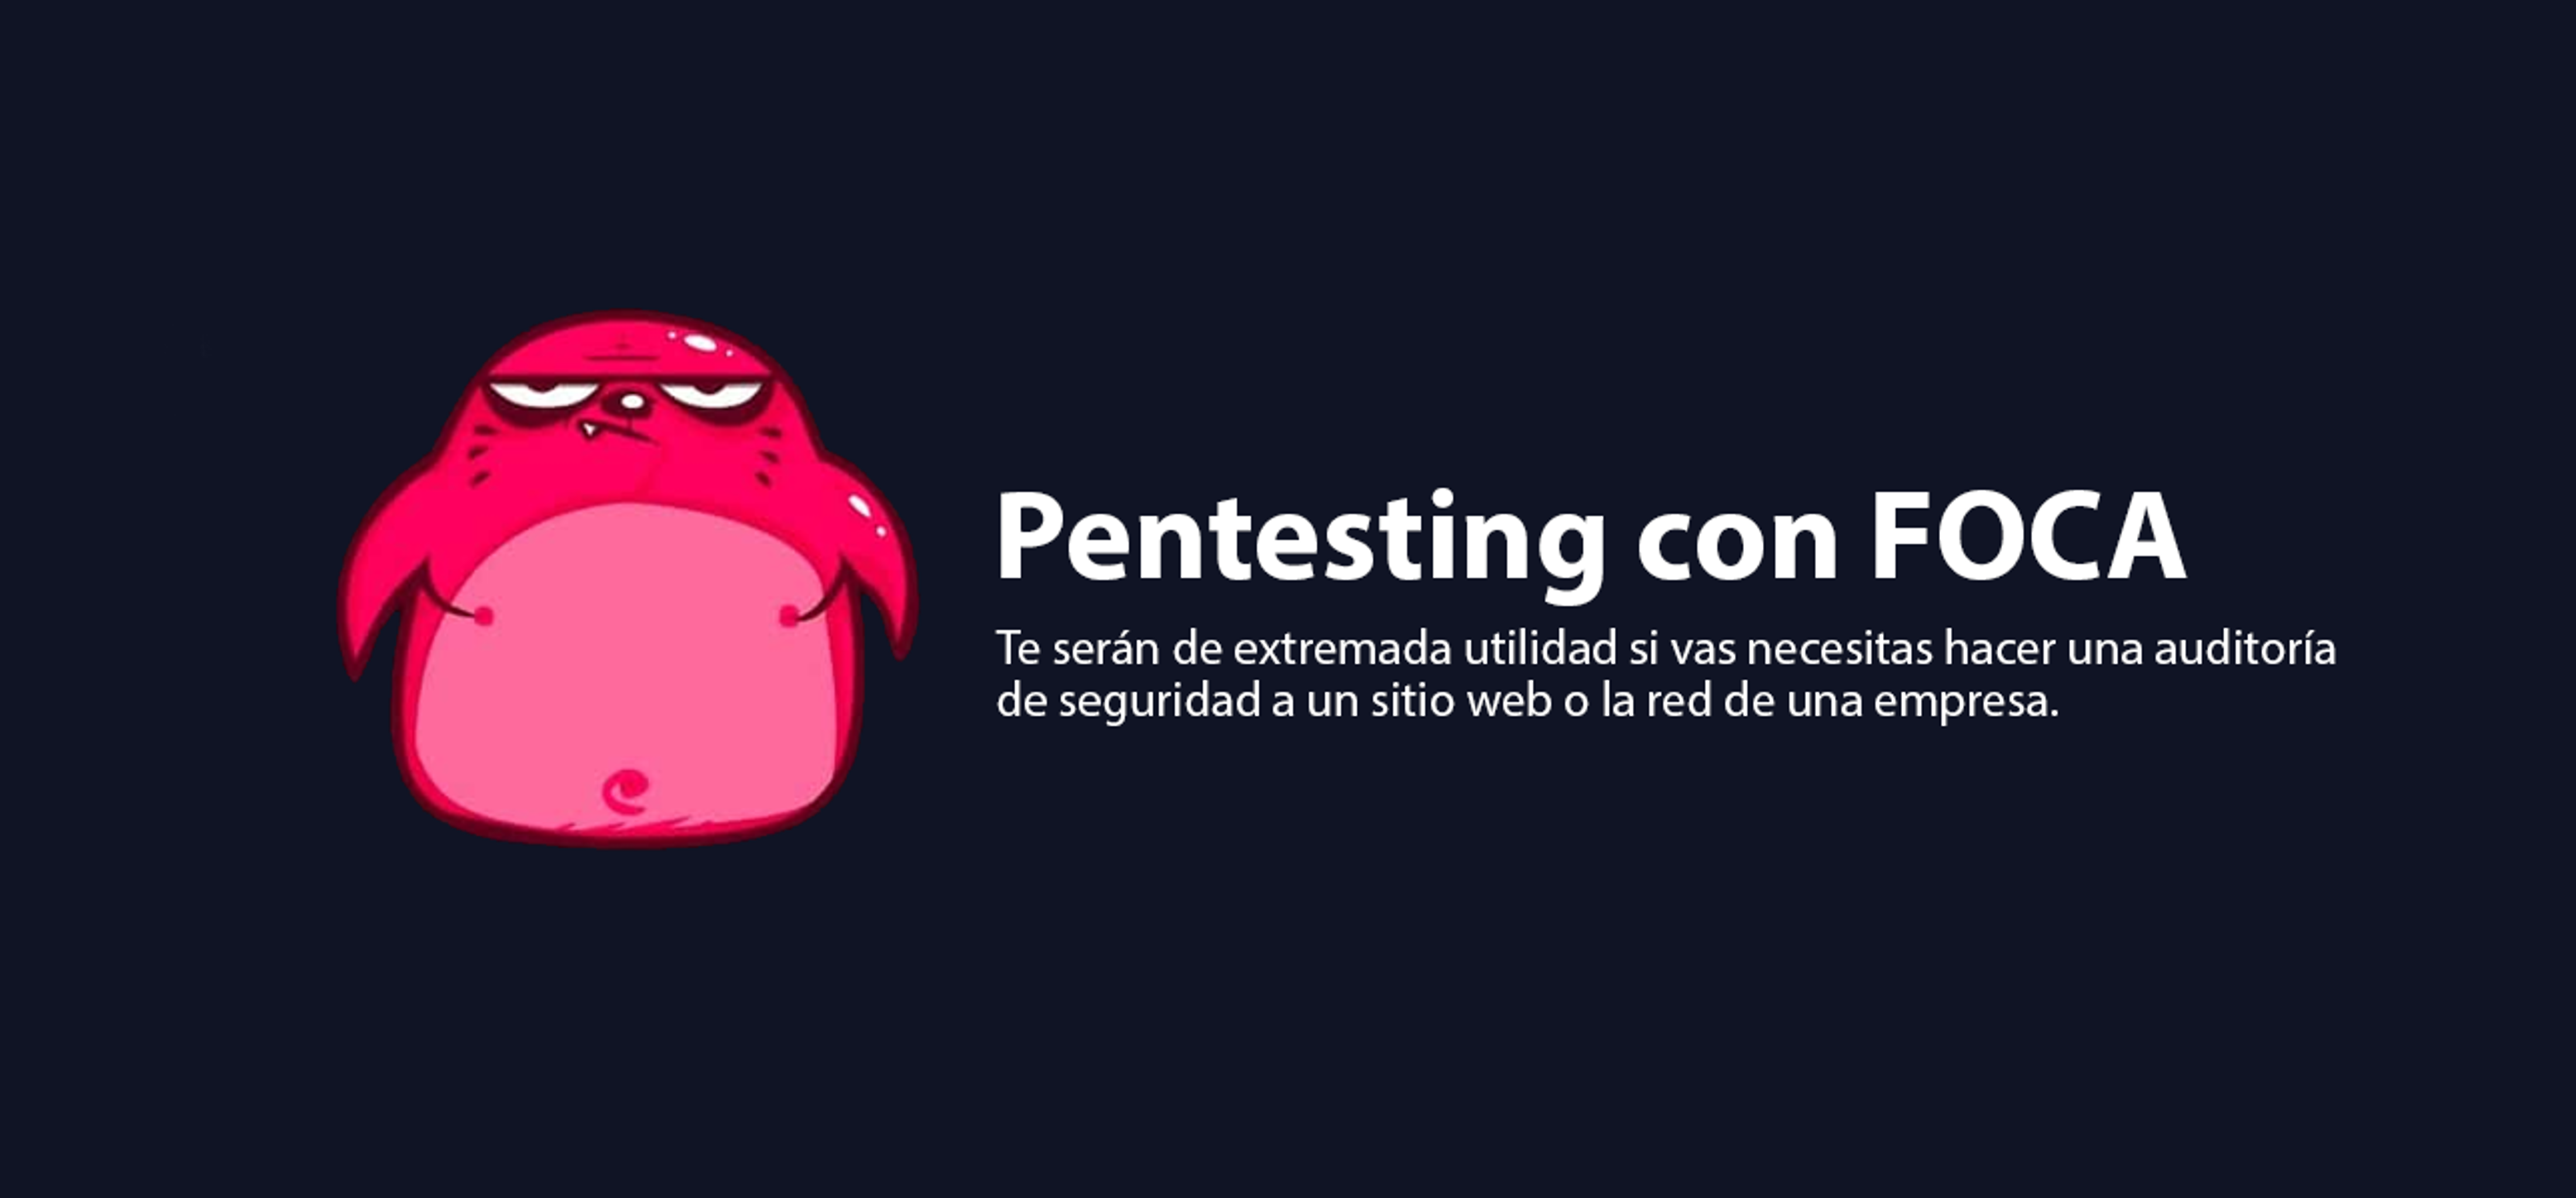 Pentesting con FOCA
Te serán de extremada utilidad si vas necesitas hacer una auditoría
de seguridad a un sitio web o la red de una empresa.